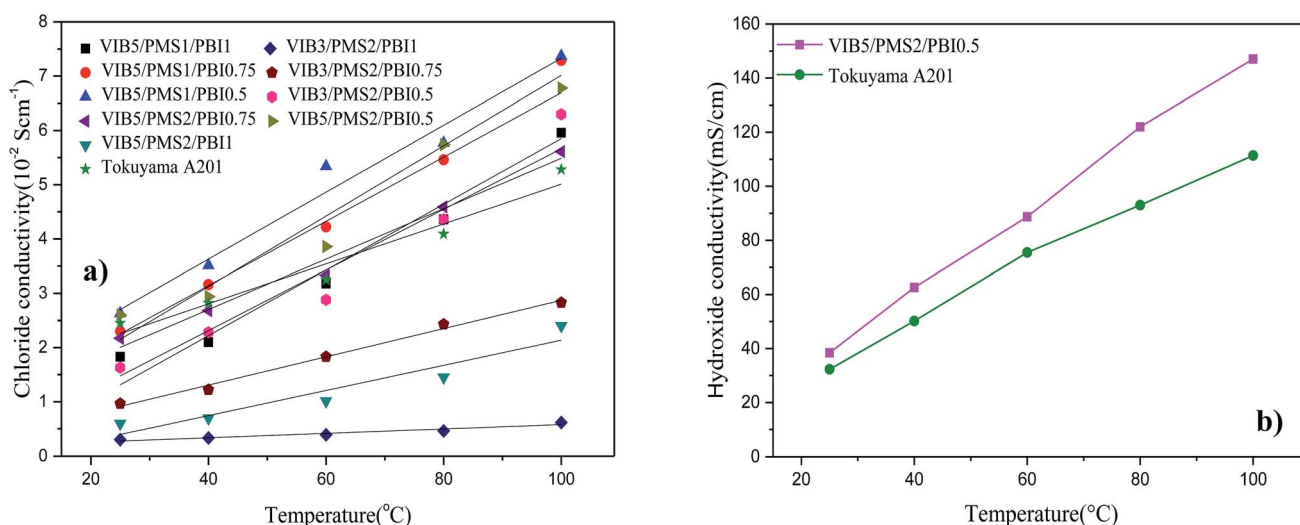 VIB5/PMS1/PBI1
VIB3/PMS2/PBI1
VIB5/PMS1/PBI0.75
VIB3/PMS2/PBI0.75
VIB5/PMS1/PBI0.5
VIB3/PMS2/PBI0.5
VIB5/PMS2/PBI0.75
VIB5/PMS2/PBI0.5
VIB5/PMS2/PBI1
Tokuyama A201
a)
Chloride conductivity(10⁻² Scm⁻¹)
8
7
6
5
4
3
2
1
0
20 40 60 80 100
Temperature(°C)
VIB5/PMS2/PBI0.5
Tokuyama A201
b)
Hydroxide conductivity(mS/cm)
160
140
120
100
80
60
40
20
0
20 40 60 80 100
Temperature(°C)